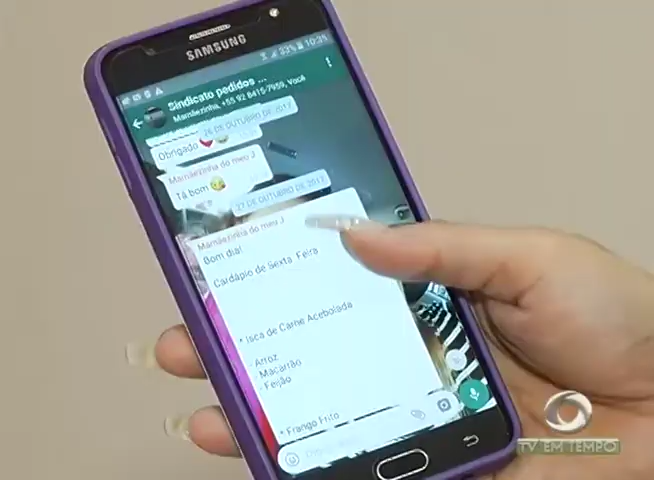 SAMSUNG
33% 10:39
Sindicato pedidos ...
Mamãezinha, +55 92 8415-7959, Você
26 DE OUTUBRO DE 2017
Obrigado
Mamãezinha do meu J
Tá bom
27 DE OUTUBRO DE 2017
Mamãezinha do meu J
Bom dia!
Cardápio de Sexta Feira
* Isca de Carne Acebolada
- Arroz
- Macarrão
- Feijão
* Frango Frito
TV EM TEMPO